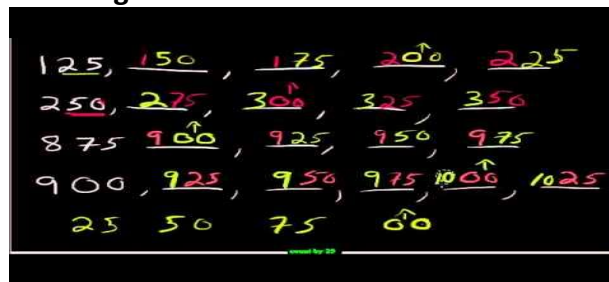 125, 150, 175, 200, 225
250, 275, 300, 325, 350
875 900, 925, 950, 975
900, 925, 950, 975, 1000, 1025
25 50 75 00